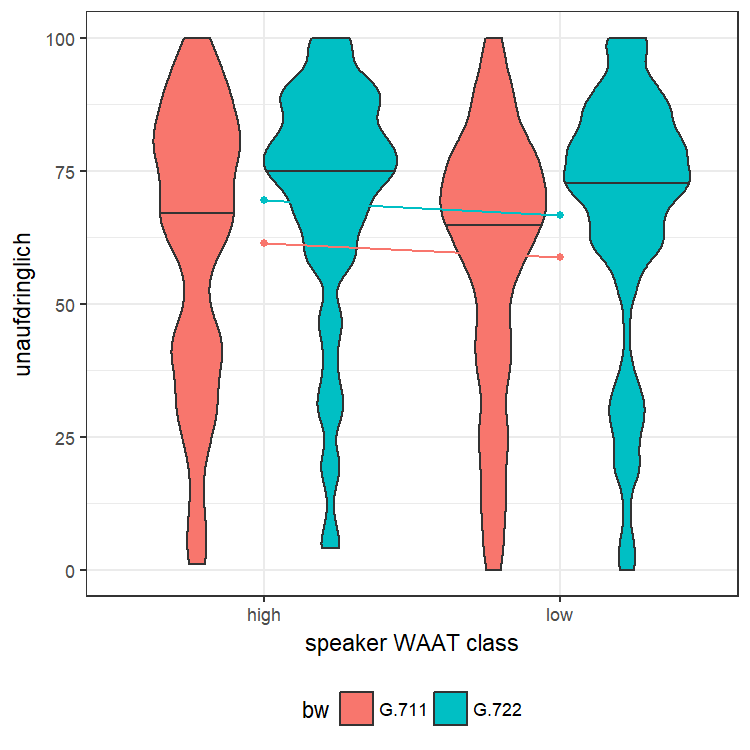 100
75
50
25
0
unaufdringlich
high low
speaker WAAT class
bw G.711 G.722